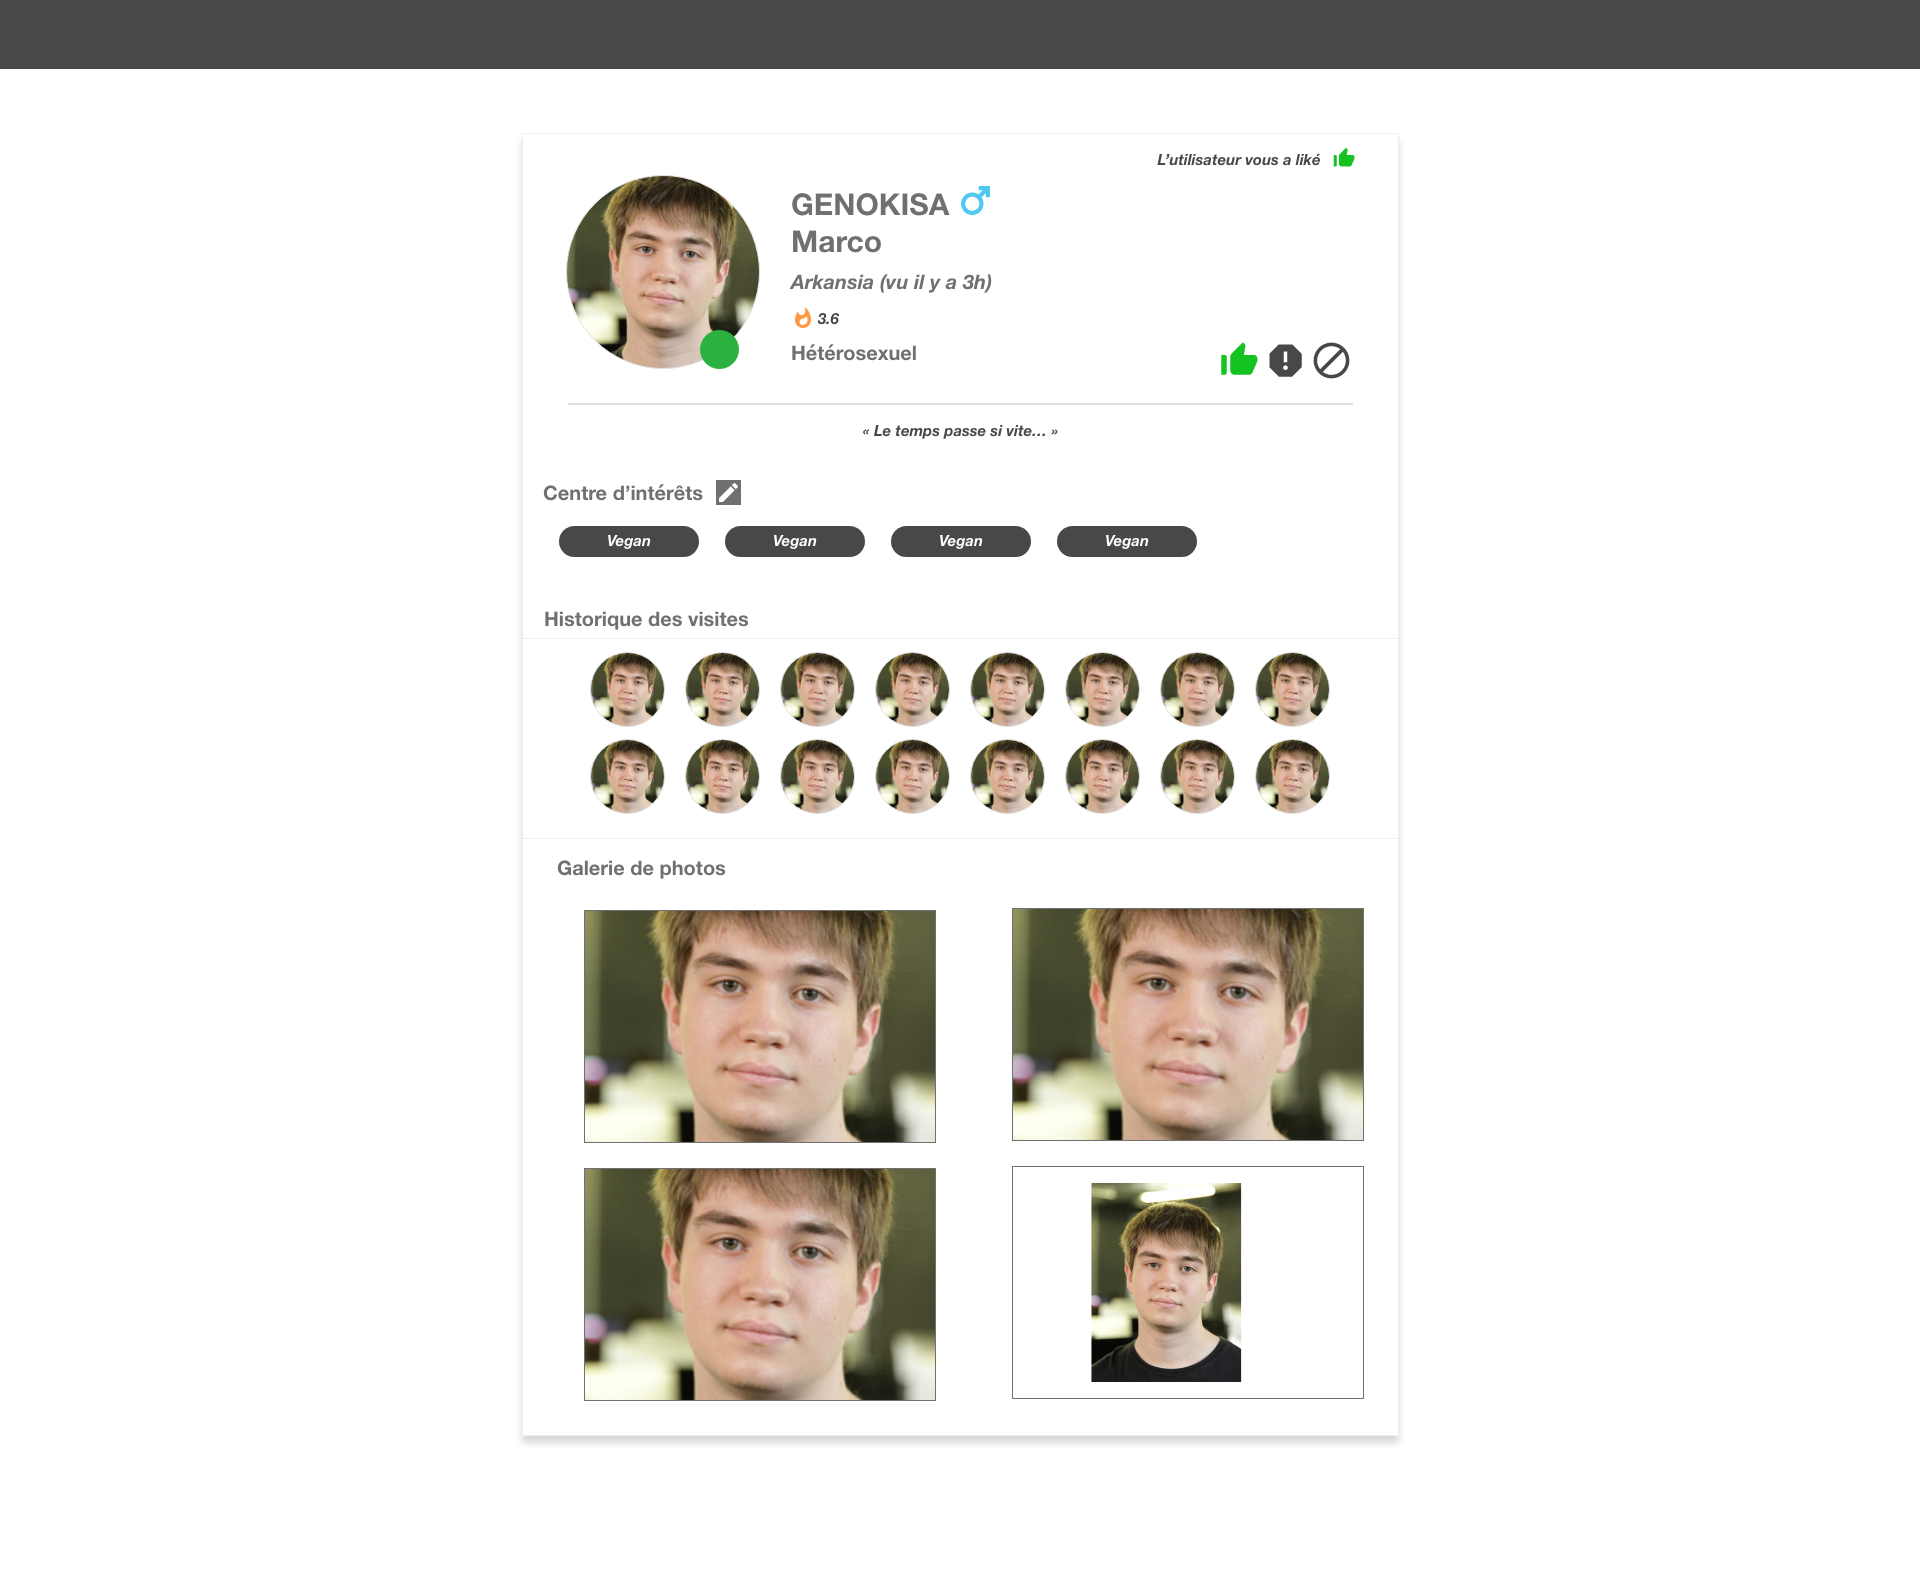 L’utilisateur vous a liké
GENOKISA
Marco
Arkansia (vu il y a 3h)
3.6
Hétérosexuel
« Le temps passe si vite… »
Centre d’intérêts
Vegan Vegan Vegan Vegan
Historique des visites
Galerie de photos